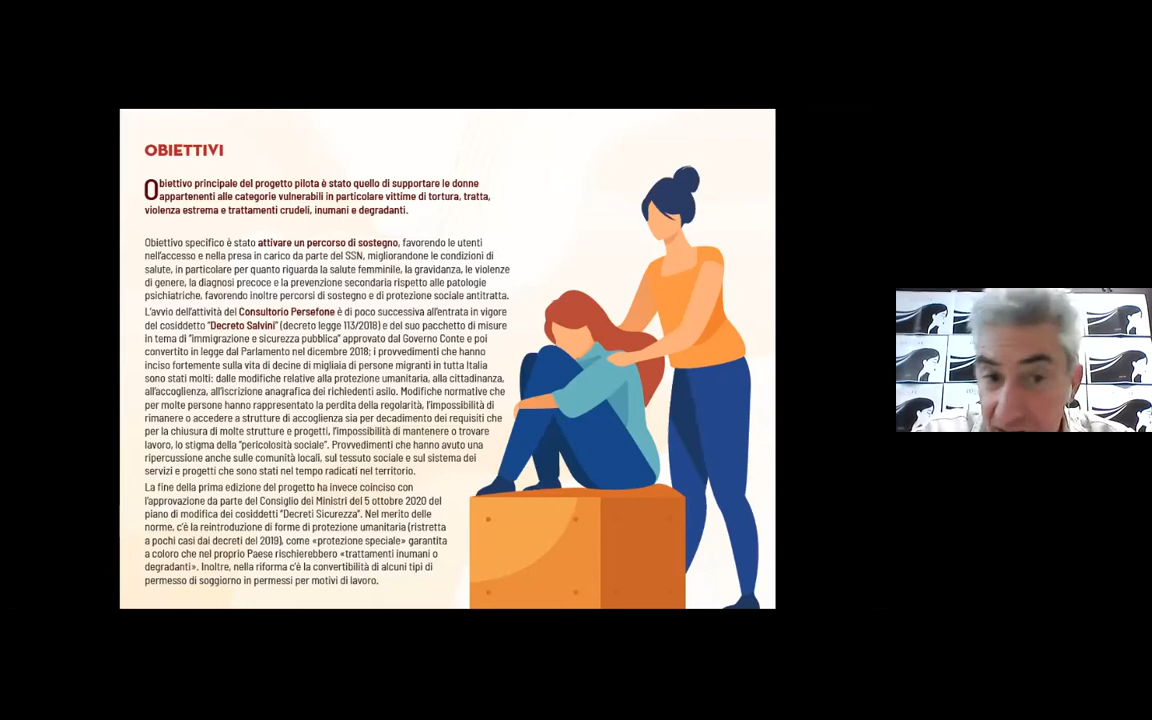 OBIETTIVI
Obiettivo principale del progetto pilota è stato quello di supportare le donne
appartenenti alle categorie vulnerabili in particolare vittime di tortura, tratta,
violenza estrema e trattamenti crudeli, inumani e degradanti.
Obiettivo specifico è stato attivare un percorso di sostegno, favorendo le utenti
nell'accesso e nella presa in carico da parte del SSN, migliorandone le condizioni di
salute, in particolare per quanto riguarda la salute femminile, la gravidanza, le violenze
di genere, la diagnosi precoce e la prevenzione secondaria rispetto alle patologie
psichiatriche, favorendo inoltre percorsi di sostegno e di protezione sociale antitratta.
L'avvio dell'attività del Consultorio Persefone è di poco successiva all'entrata in vigore
del cosiddetto "Decreto Salvini" (decreto legge 113/2018) e del suo pacchetto di misure
in tema di "immigrazione e sicurezza pubblica" approvato dal Governo Conte e poi
convertito in legge dal Parlamento nel dicembre 2018; i provvedimenti che hanno
inciso fortemente sulla vita di decine di migliaia di persone migranti in tutta Italia
sono stati molti: dalle modifiche relative alla protezione umanitaria, alla cittadinanza,
all'accoglienza, all'iscrizione anagrafica dei richiedenti asilo. Modifiche normative che
per molte persone hanno rappresentato la perdita della regolarità, l'impossibilità di
rimanere o accedere a strutture di accoglienza sia per decadimento dei requisiti che
per la chiusura di molte strutture e progetti, l'impossibilità di mantenere o trovare
lavoro, lo stigma della "pericolosità sociale". Provvedimenti che hanno avuto una
ripercussione anche sulle comunità locali, sul tessuto sociale e sul sistema dei
servizi e progetti che sono stati nel tempo radicati nel territorio.
La fine della prima edizione del progetto ha invece coinciso con
l'approvazione da parte del Consiglio dei Ministri del 5 ottobre 2020 del
piano di modifica dei cosiddetti "Decreti Sicurezza". Nel merito delle
norme, c'è la reintroduzione di forme di protezione umanitaria (ristretta
a pochi casi dai decreti del 2019), come «protezione speciale» garantita
a coloro che nel proprio Paese rischierebbero «trattamenti inumani o
degradanti». Inoltre, nella riforma c'è la convertibilità di alcuni tipi di
permesso di soggiorno in permessi per motivi di lavoro.